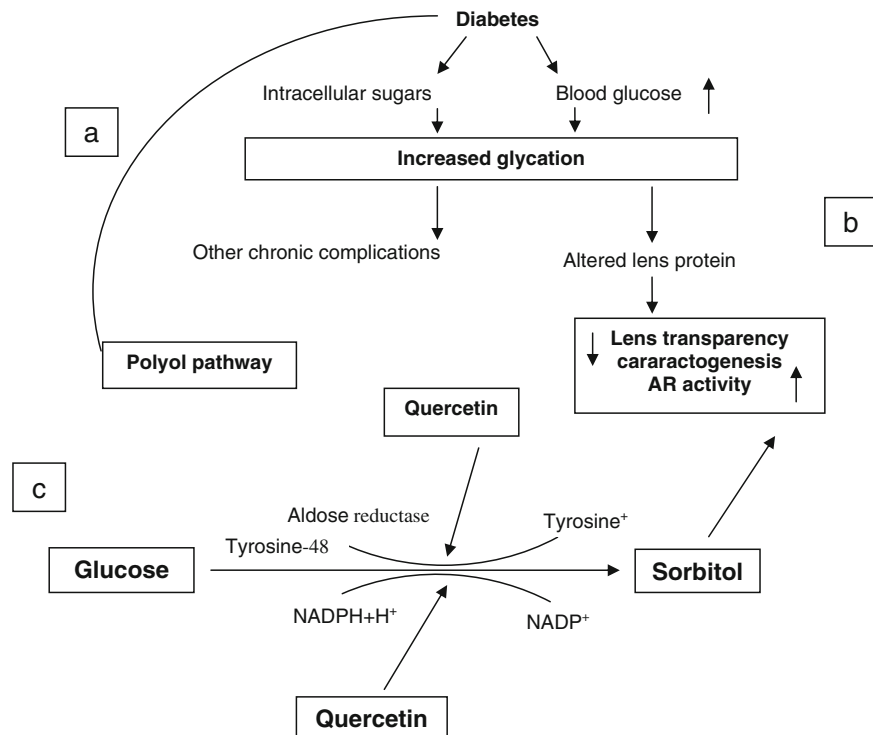 Diabetes
Intracellular sugars
Blood glucose
a
Increased glycation
b
Other chronic complications
Altered lens protein
Polyol pathway
Lens transparency
cararactogenesis
AR activity
Quercetin
c
Aldose reductase
Tyrosine⁺
Tyrosine-48
Glucose
Sorbitol
NADPH+H⁺
NADP⁺
Quercetin